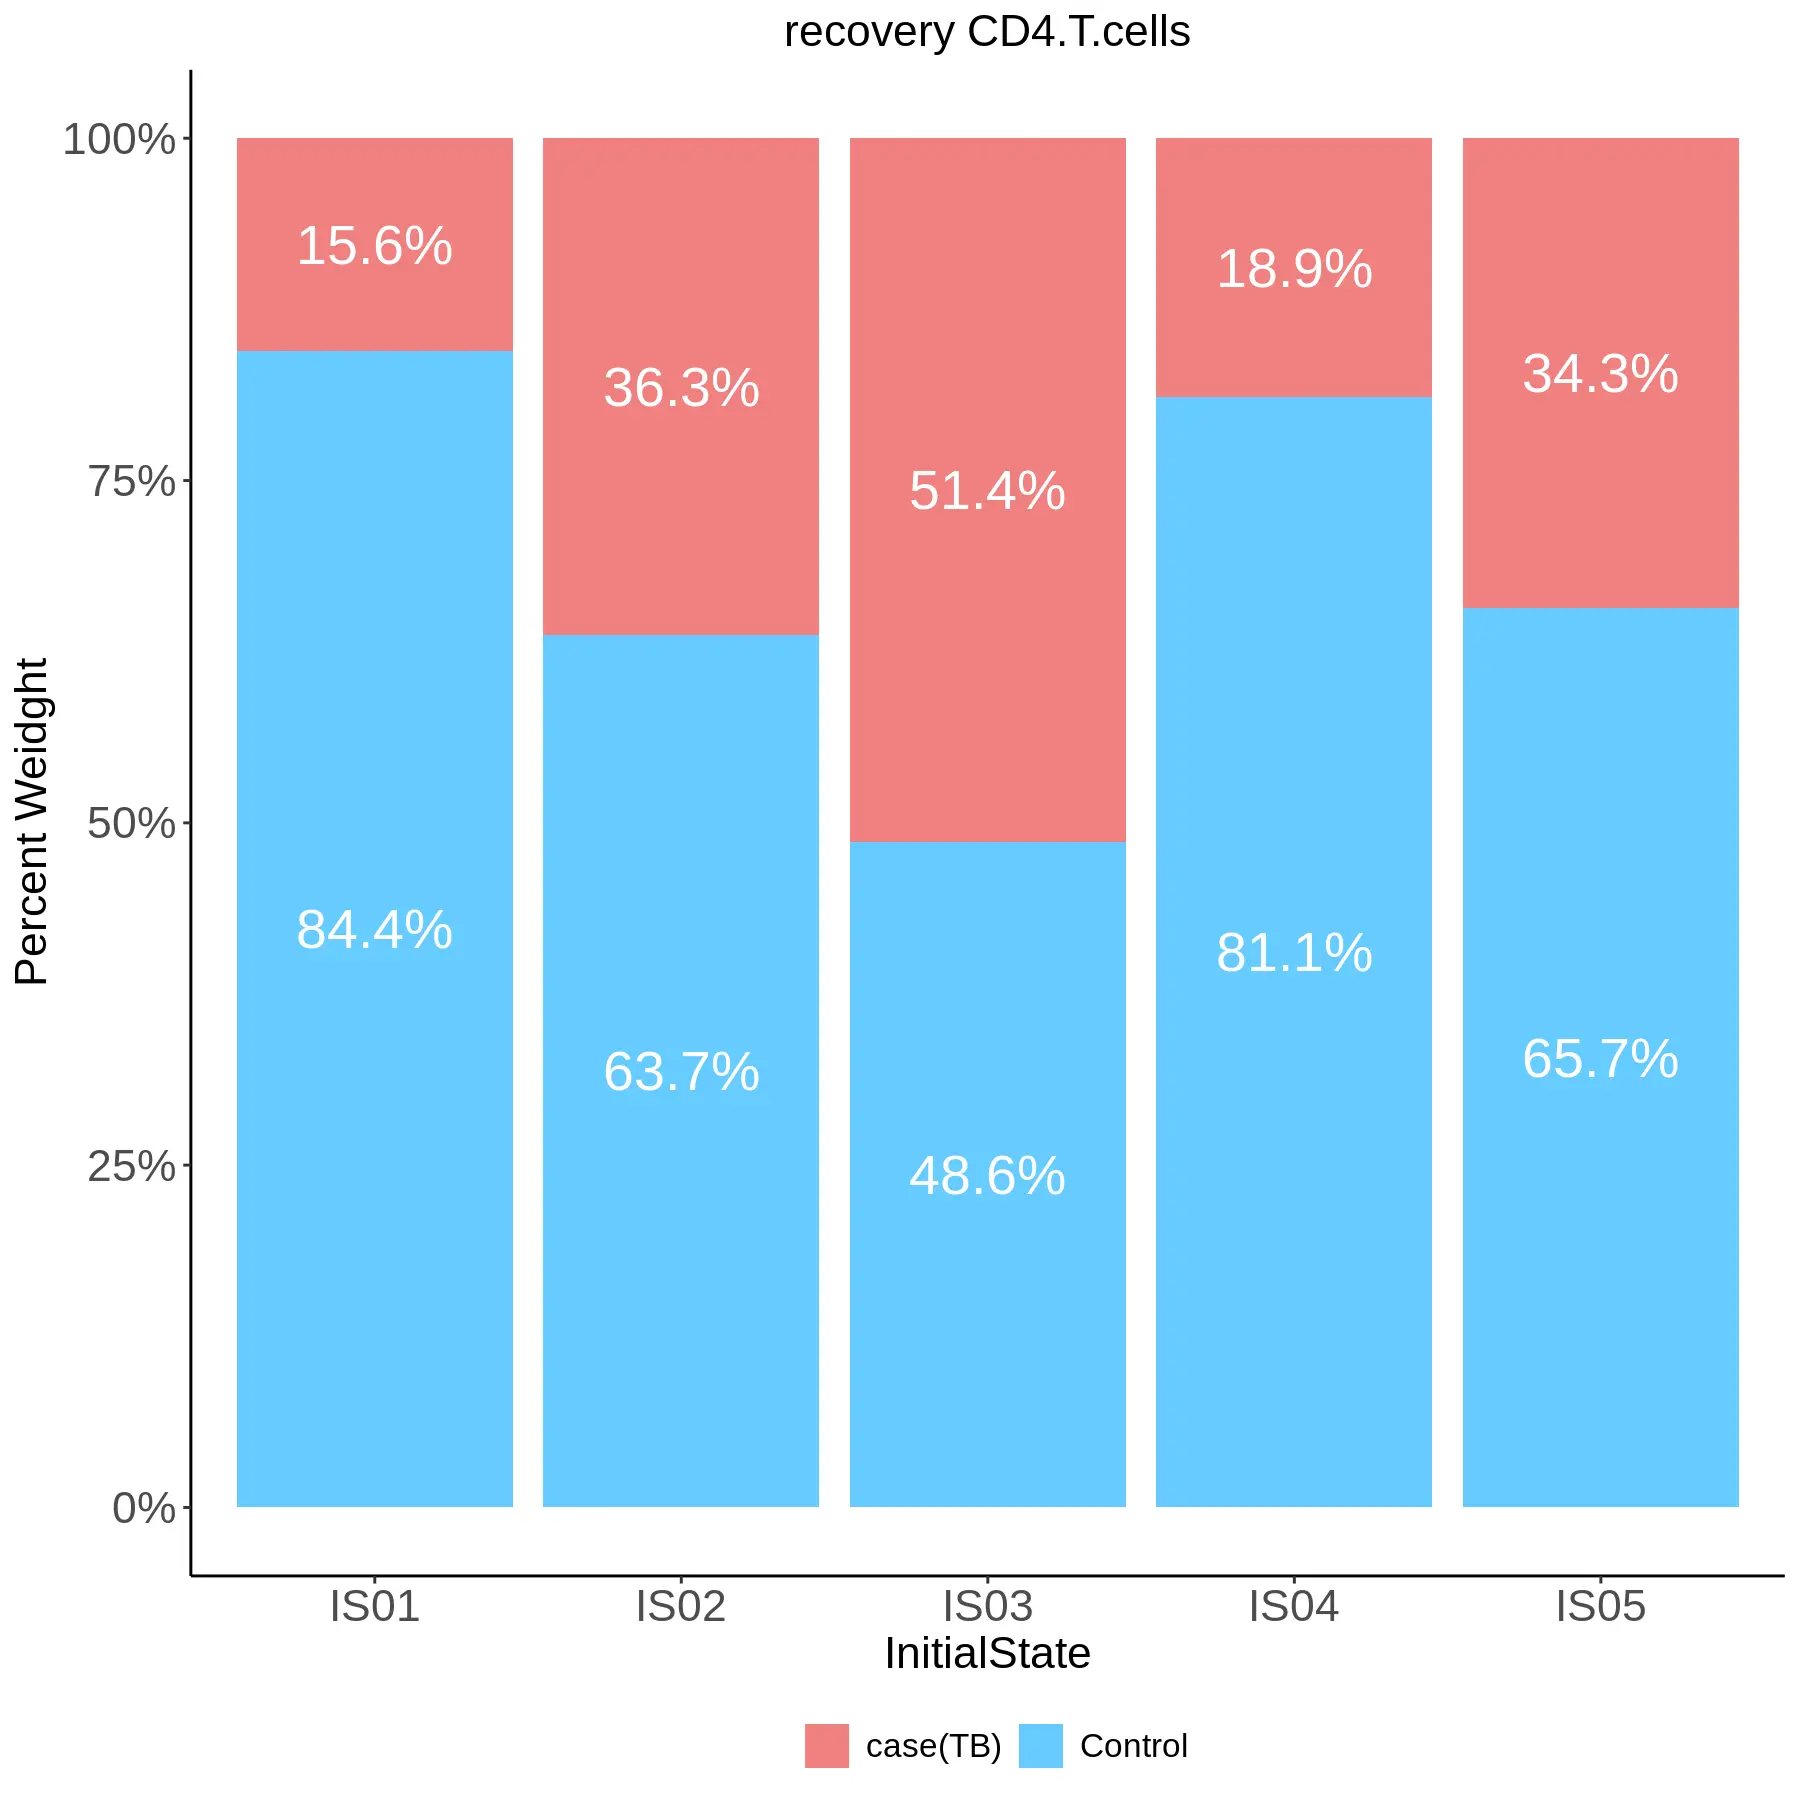 recovery CD4.T.cells
100%
75%
50%
25%
0%
Percent Weidght
15.6%
36.3%
51.4%
18.9%
34.3%
84.4%
63.7%
48.6%
81.1%
65.7%
IS01
IS02
IS03
IS04
IS05
InitialState
case(TB)
Control